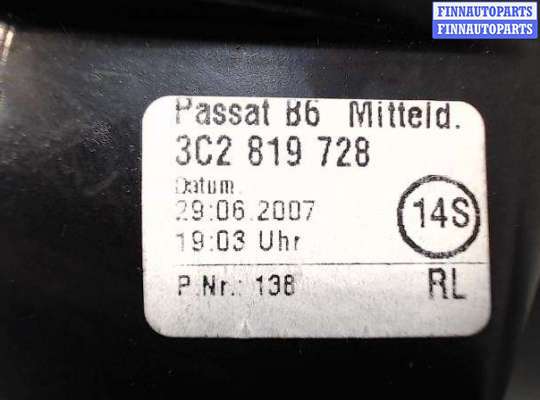 FINNAUTOPARTS
FINNAUTOPARTS
Passat B6 Mitteld.
3C2 819 728
Datum:
29:06.2007
19:03 Uhr
14S
P.Nr.: 138
RL